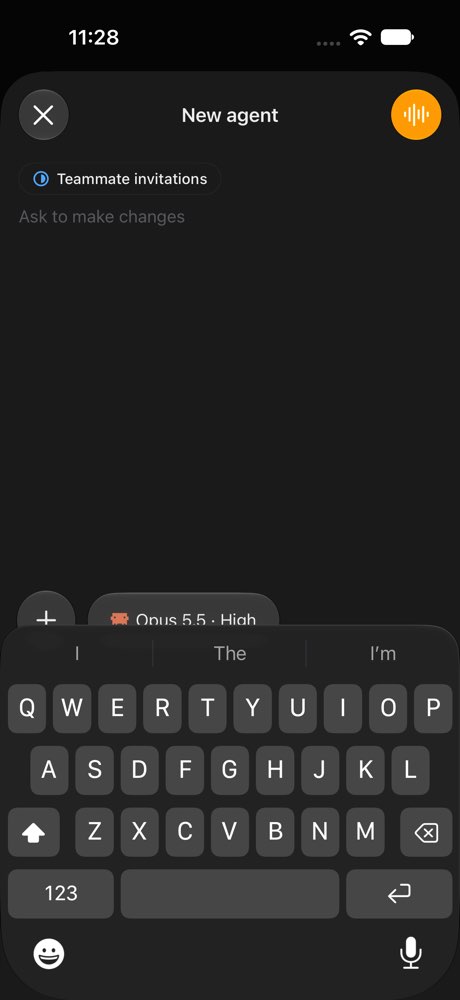 11:28
New agent
Teammate invitations
Ask to make changes
Opus 5.5 · High
I The I'm
Q W E R T Y U I O P
A S D F G H J K L
Z X C V B N M
123